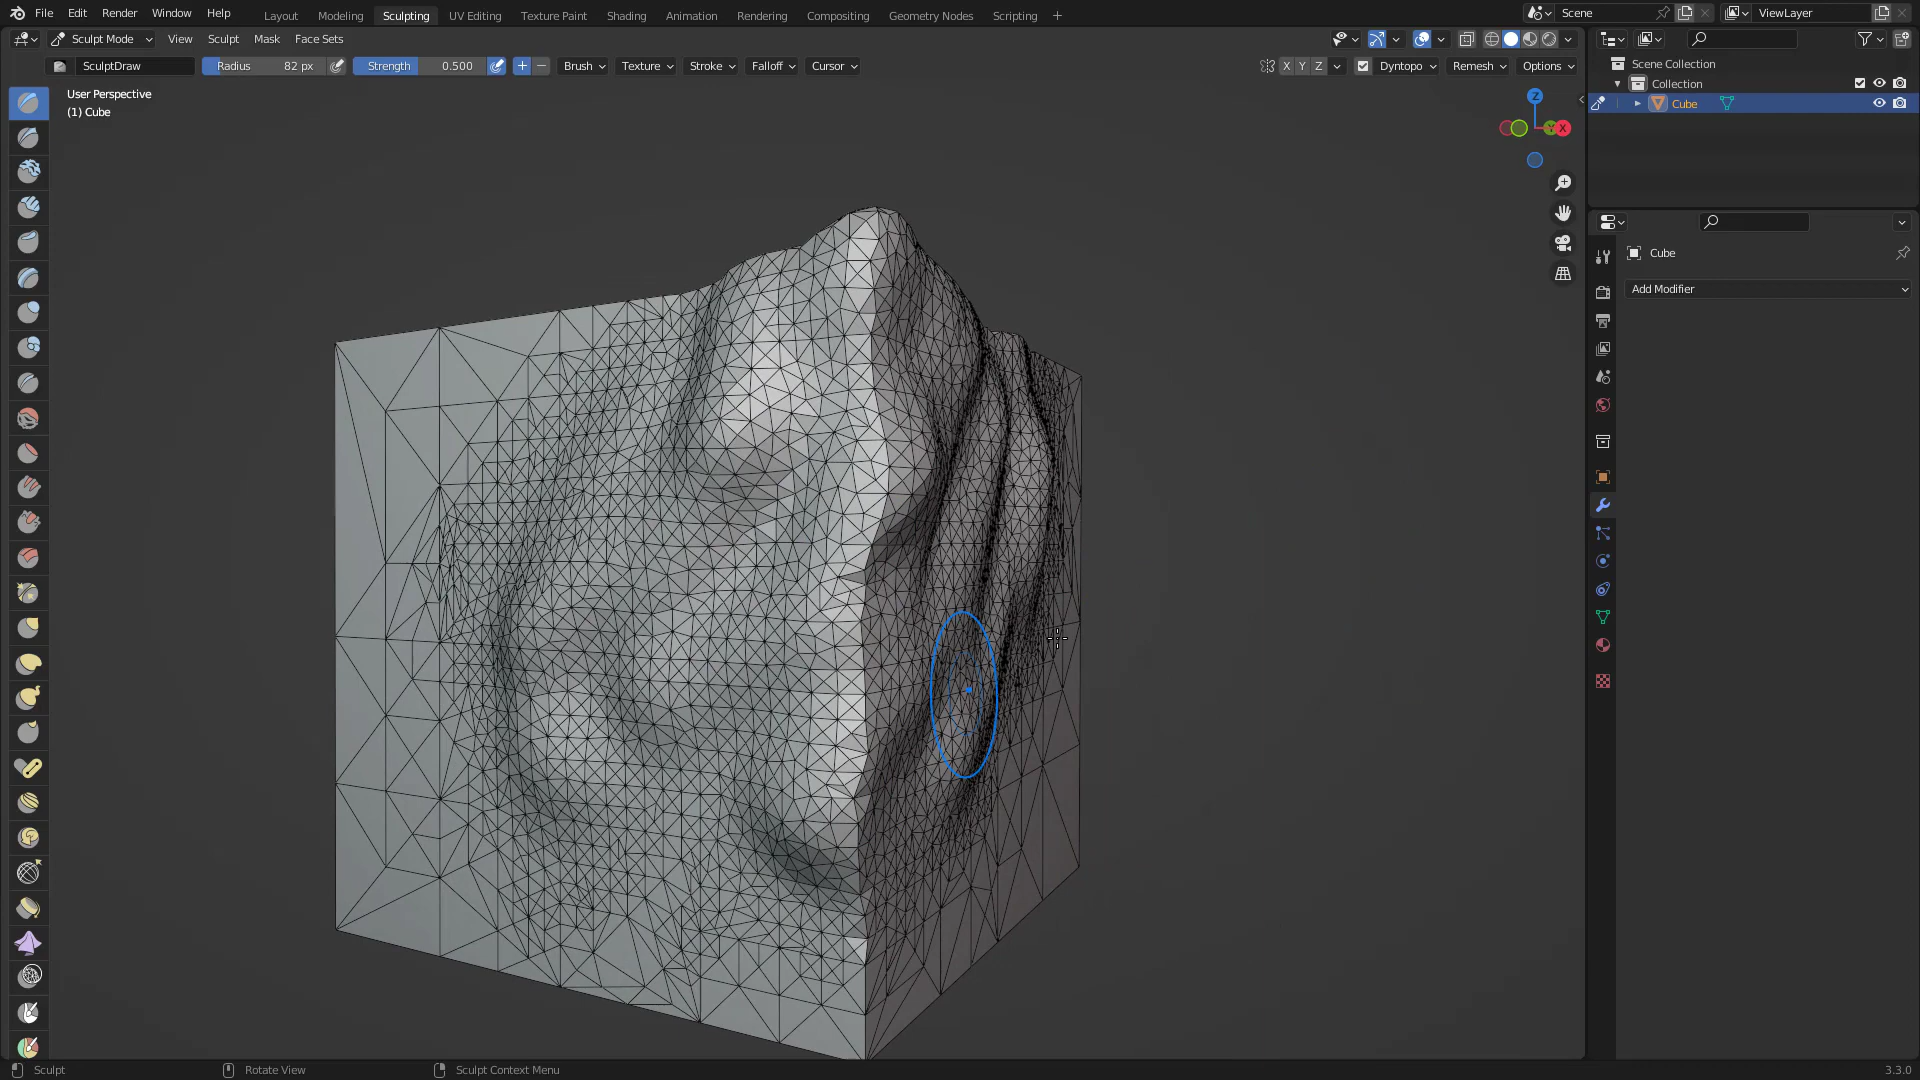 File Edit Render Window Help Layout Modeling Sculpting UV Editing Texture Paint Shading Animation Rendering Compositing Geometry Nodes Scripting + Scene ViewLayer
Sculpt Mode View Sculpt Mask Face Sets
SculptDraw Radius 82 px Strength 0.500 Brush Texture Stroke Falloff Cursor X Y Z Dyntopo Remesh Options
User Perspective
(1) Cube
Z
Y X
Scene Collection
Collection
Cube
Cube
Add Modifier
Sculpt Rotate View Sculpt Context Menu 3.3.0